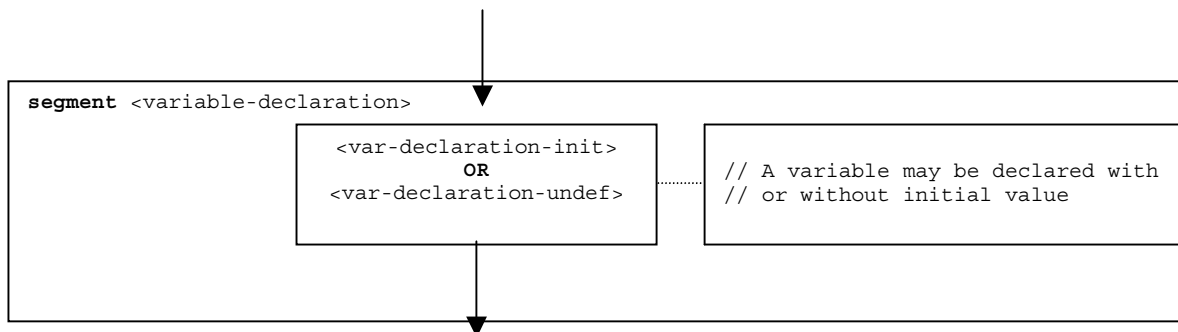 segment <variable-declaration>
<var-declaration-init>
OR
<var-declaration-undef>
// A variable may be declared with
// or without initial value